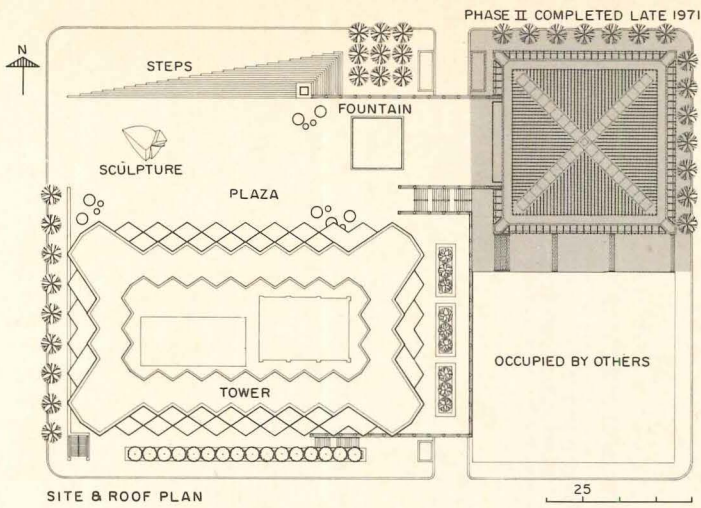 PHASE II COMPLETED LATE 1971
N
STEPS
FOUNTAIN
SCULPTURE
PLAZA
OCCUPIED BY OTHERS
TOWER
SITE & ROOF PLAN
25